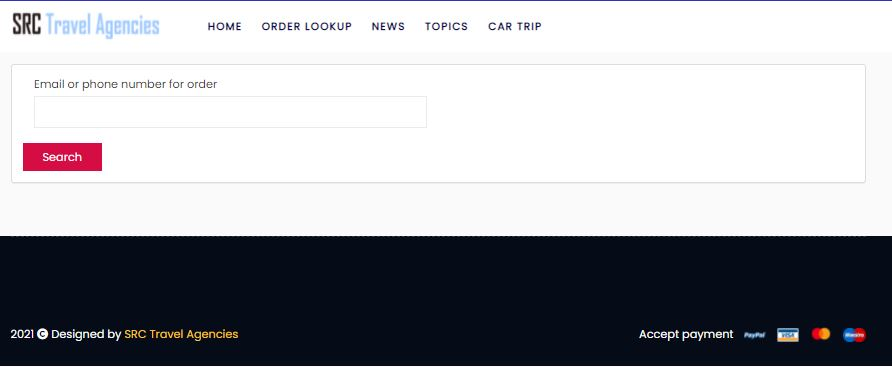 SRC Travel Agencies
HOME ORDER LOOKUP NEWS TOPICS CAR TRIP
Email or phone number for order
Search
2021 © Designed by SRC Travel Agencies
Accept payment PayPal VISA Maestro